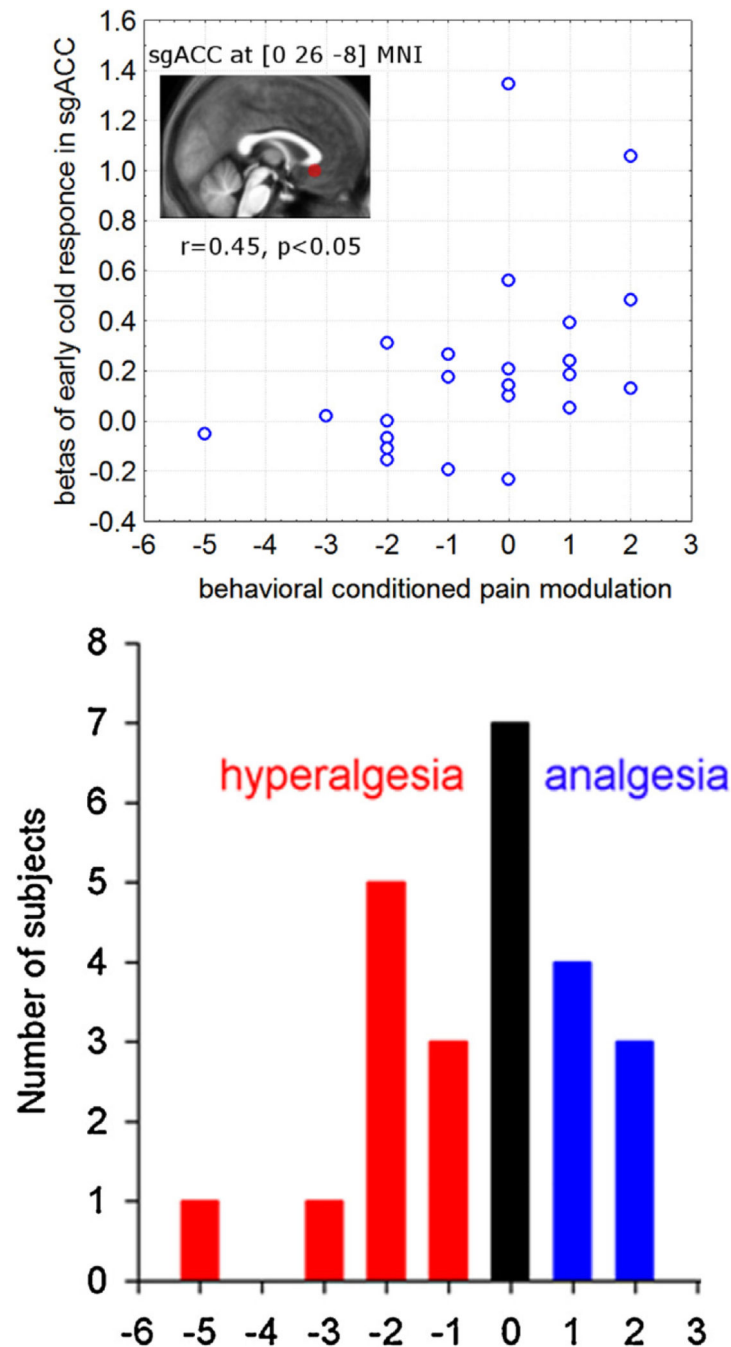 1.6
sgACC at [0 26 -8] MNI
1.4
1.2
1.0
0.8
r=0.45, p<0.05
0.6
0.4
0.2
0.0
-0.2
-0.4
betas of early cold responce in sgACC
-6 -5 -4 -3 -2 -1 0 1 2 3
behavioral conditioned pain modulation
8
7
hyperalgesia analgesia
6
5
4
3
2
1
0
Number of subjects
-6 -5 -4 -3 -2 -1 0 1 2 3